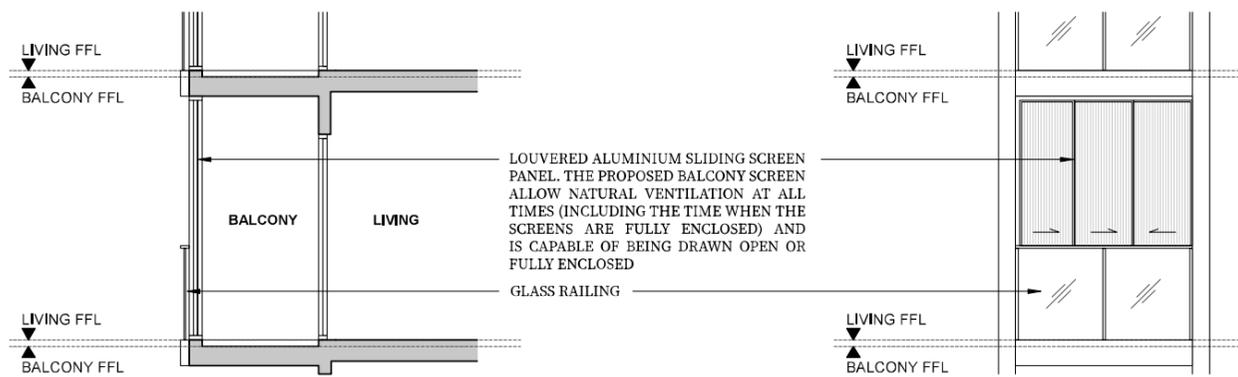 LIVING FFL
BALCONY FFL
LIVING FFL
BALCONY FFL
LOUVERED ALUMINIUM SLIDING SCREEN
PANEL. THE PROPOSED BALCONY SCREEN
ALLOW NATURAL VENTILATION AT ALL
TIMES (INCLUDING THE TIME WHEN THE
SCREENS ARE FULLY ENCLOSED) AND
IS CAPABLE OF BEING DRAWN OPEN OR
FULLY ENCLOSED
BALCONY
LIVING
GLASS RAILING
LIVING FFL
BALCONY FFL
LIVING FFL
BALCONY FFL